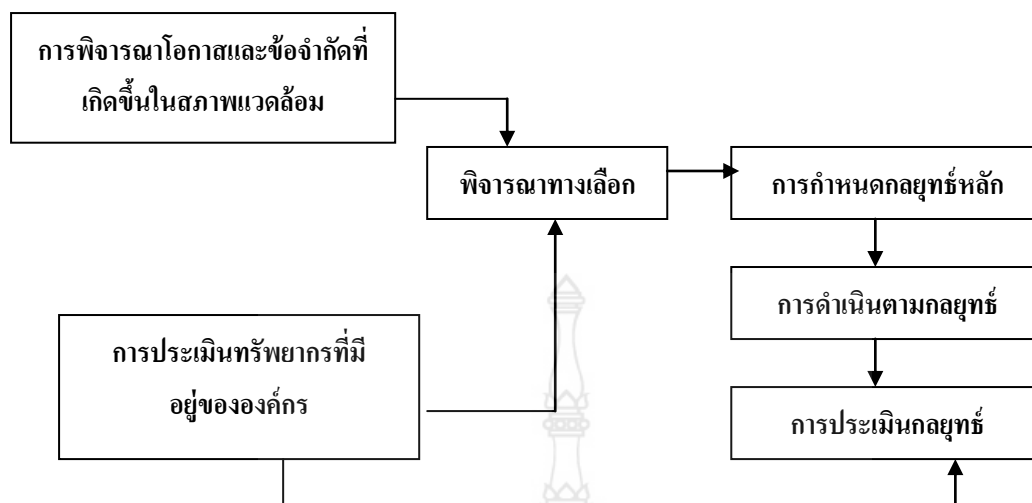 การพิจารณาโอกาสและข้อจำกัดที่
เกิดขึ้นในสภาพแวดล้อม
พิจารณาทางเลือก
การกำหนดกลยุทธ์หลัก
การดำเนินตามกลยุทธ์
การประเมินทรัพยากรที่มี
อยู่ขององค์กร
การประเมินกลยุทธ์